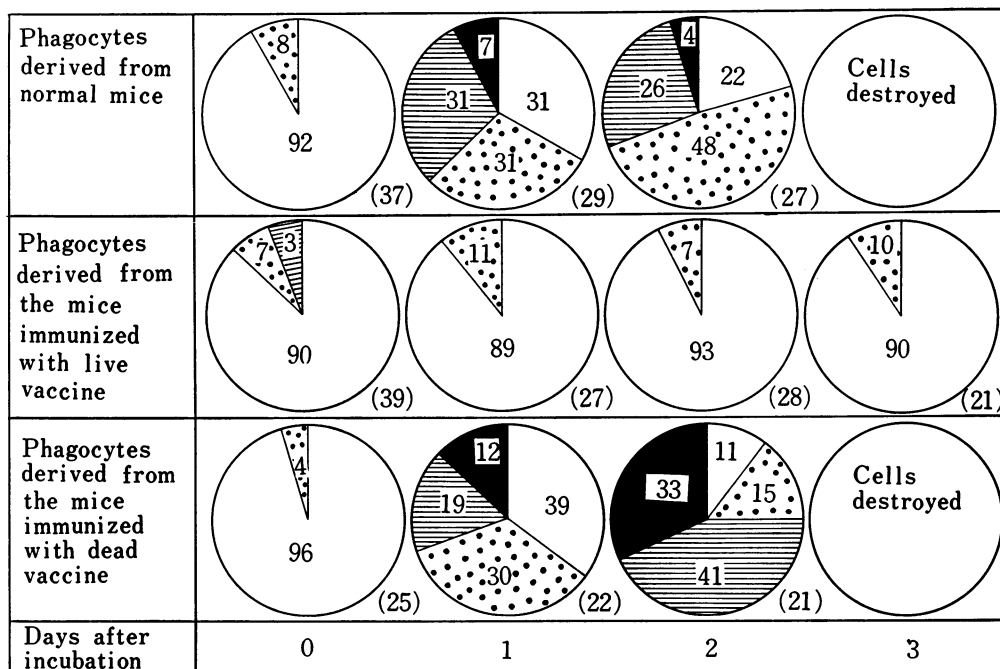 Phagocytes
derived from
normal mice
8
92
(37)
7
31
31
31
(29)
4
22
26
48
(27)
Cells
destroyed
Phagocytes
derived from
the mice
immunized
with live
vaccine
7
3
90
(39)
11
89
(27)
7
93
(28)
10
90
(21)
Phagocytes
derived from
the mice
immunized
with dead
vaccine
4
96
(25)
12
19
39
30
(22)
11
33
15
41
(21)
Cells
destroyed
Days after
incubation
0
1
2
3